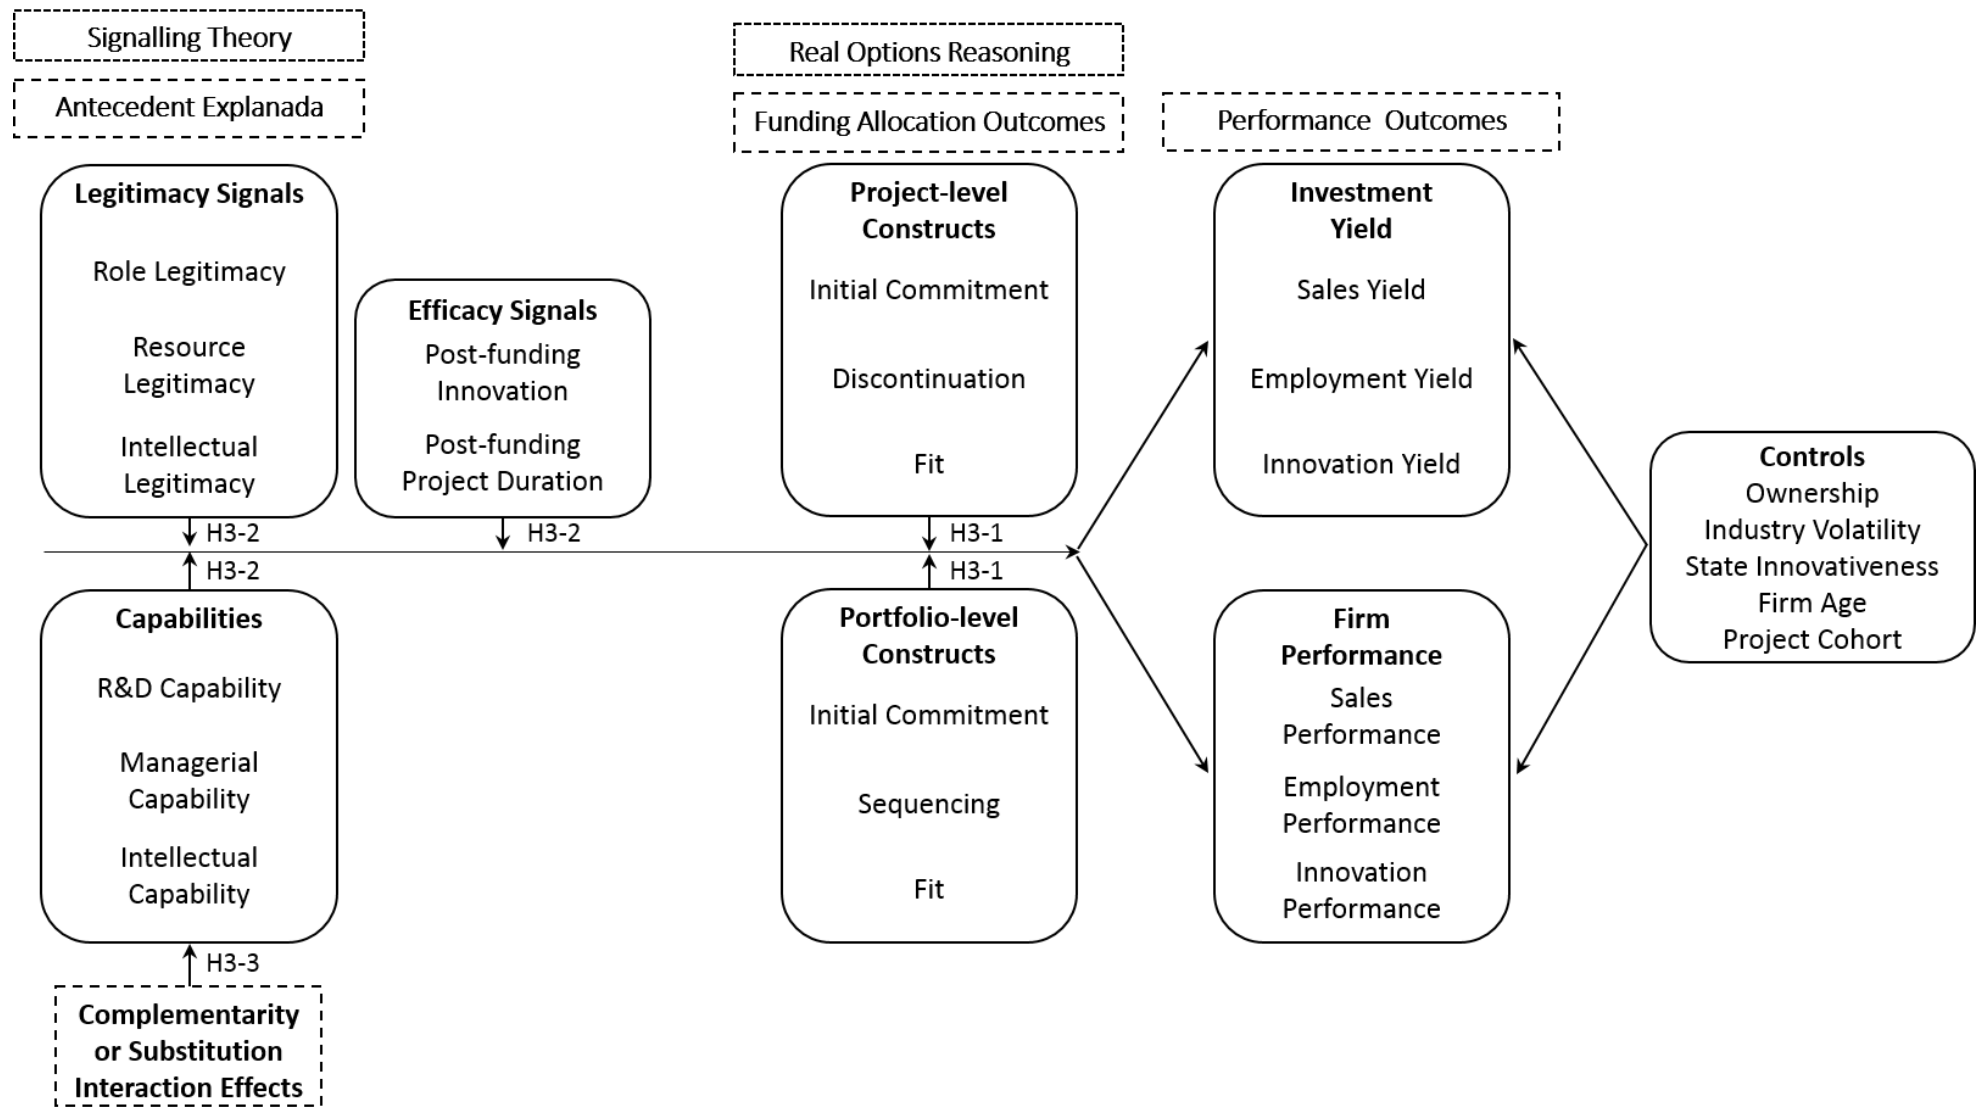 Signalling Theory
Antecedent Explanada
Legitimacy Signals
Role Legitimacy
Resource
Legitimacy
Intellectual
Legitimacy
H3-2
Efficacy Signals
Post-funding
Innovation
Post-funding
Project Duration
H3-2
H3-2
Capabilities
R&D Capability
Managerial
Capability
Intellectual
Capability
H3-3
Complementarity
or Substitution
Interaction Effects
Real Options Reasoning
Funding Allocation Outcomes
Project-level
Constructs
Initial Commitment
Discontinuation
Fit
H3-1
H3-1
Portfolio-level
Constructs
Initial Commitment
Sequencing
Fit
Performance Outcomes
Investment
Yield
Sales Yield
Employment Yield
Innovation Yield
Firm
Performance
Sales
Performance
Employment
Performance
Innovation
Performance
Controls
Ownership
Industry Volatility
State Innovativeness
Firm Age
Project Cohort